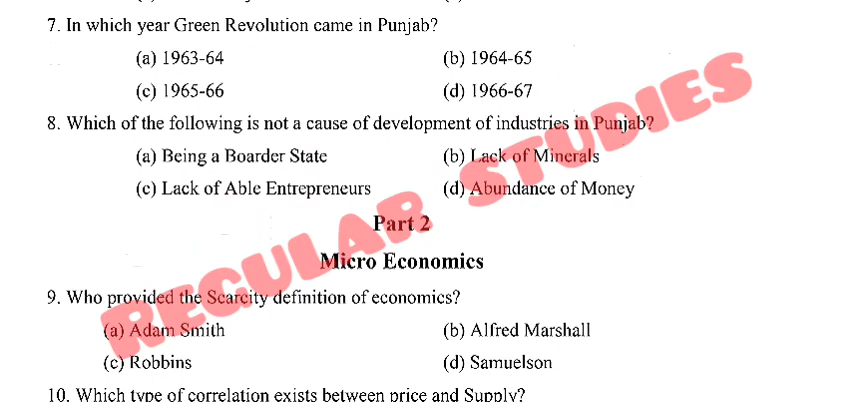 7. In which year Green Revolution came in Punjab?
(a) 1963-64 (b) 1964-65
(c) 1965-66 (d) 1966-67
8. Which of the following is not a cause of development of industries in Punjab?
(a) Being a Boarder State (b) Lack of Minerals
(c) Lack of Able Entrepreneurs (d) Abundance of Money
Part 2
Micro Economics
9. Who provided the Scarcity definition of economics?
(a) Adam Smith (b) Alfred Marshall
(c) Robbins (d) Samuelson
10. Which type of correlation exists between price and Supply?
RECULAR STUDIES